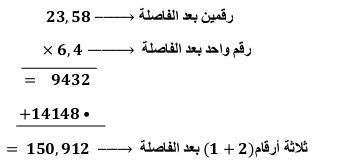 23,58 ⟶ رقمين بعد الفاصلة
× 6,4 ⟶ رقم واحد بعد الفاصلة
= 9432
+14148•
= 150,912 ⟶ ثلاثة أرقام(1 + 2) بعد الفاصلة